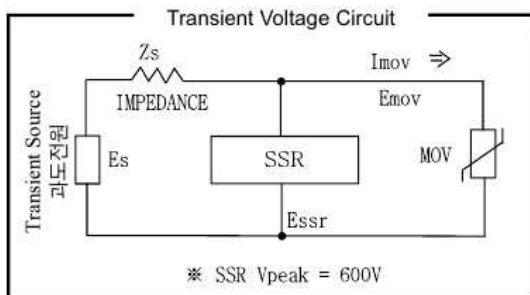 Transient Voltage Circuit
Zs
IMPEDANCE
Imov ⇒
Emov
Transient Source
과도전원
Es
SSR
MOV
Essr
※ SSR Vpeak = 600V